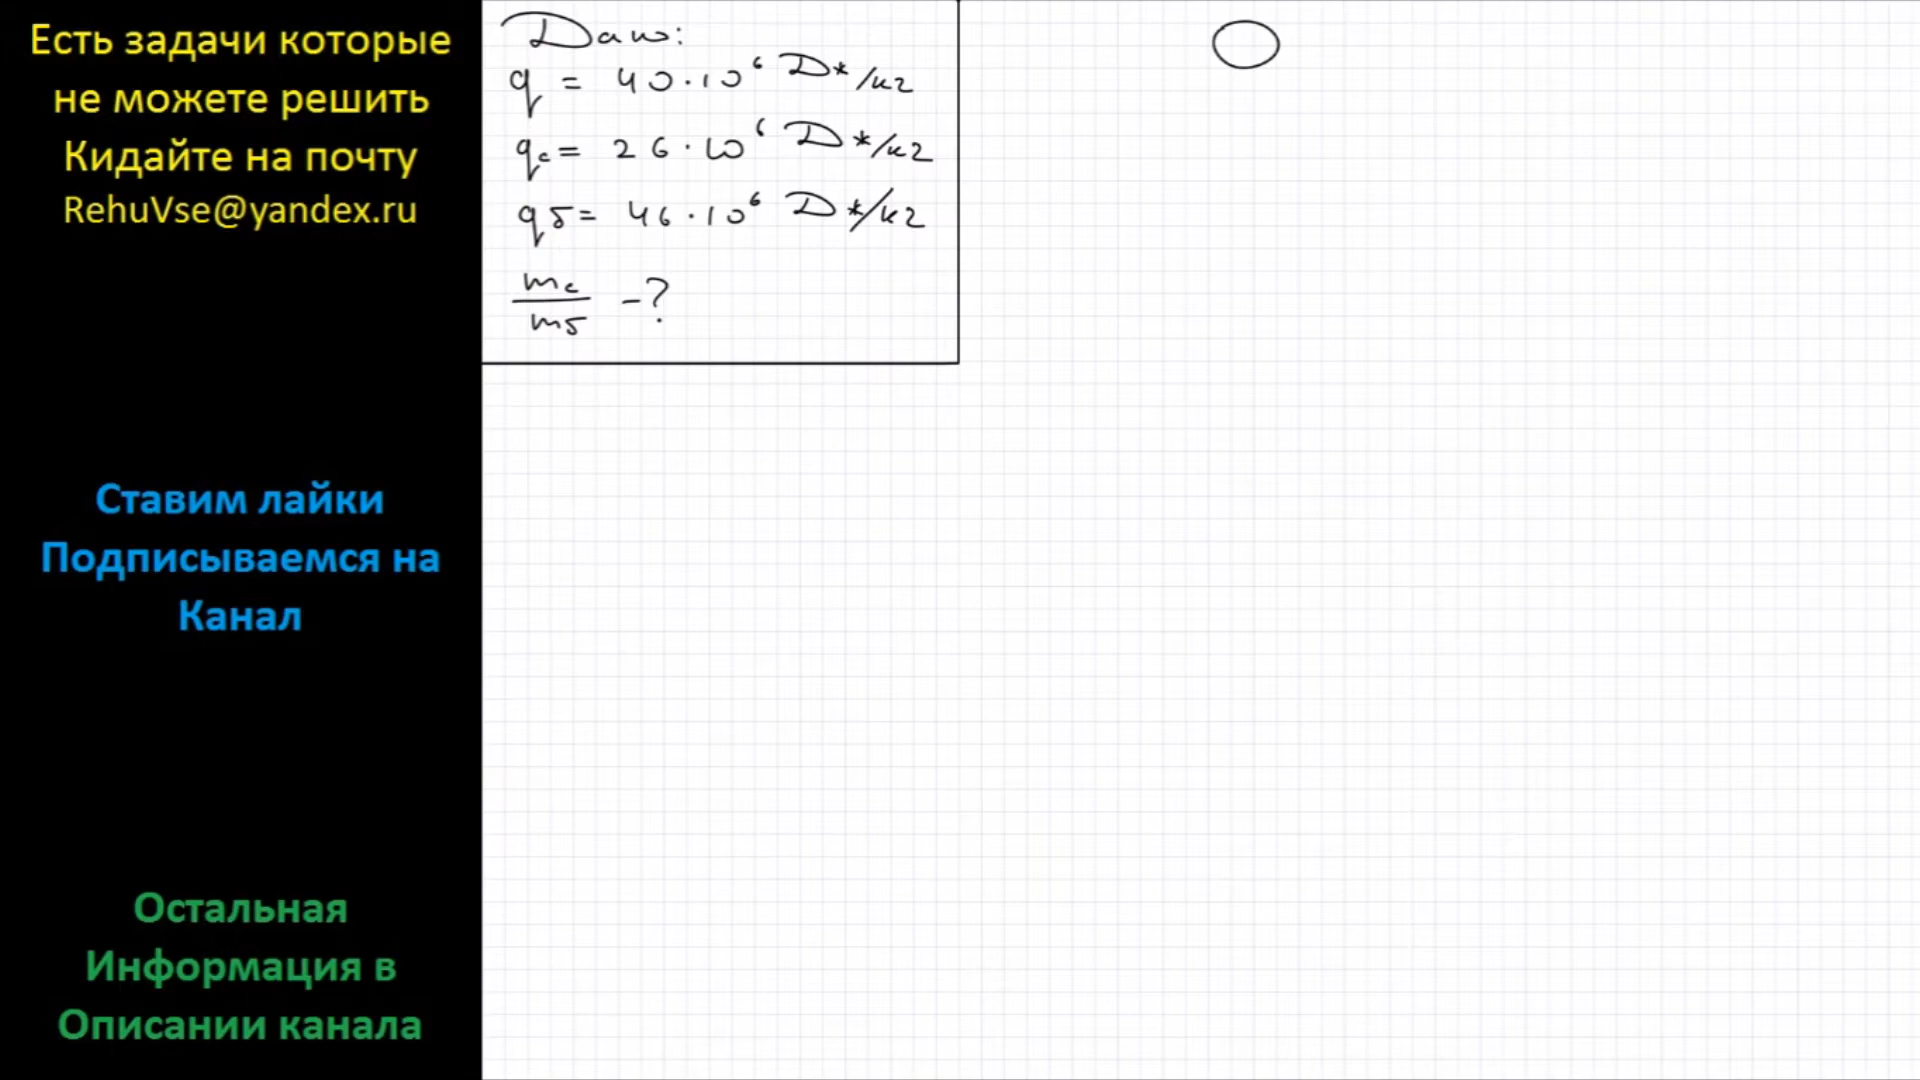 Есть задачи которые
не можете решить
Кидайте на почту
RehuVse@yandex.ru
Ставим лайки
Подписываемся на
Канал
Остальная
Информация в
Описании канала
Дано:
q = 40·10⁶ Дж/кг
qс = 26·10⁶ Дж/кг
qб = 46·10⁶ Дж/кг
mс
/mб -?